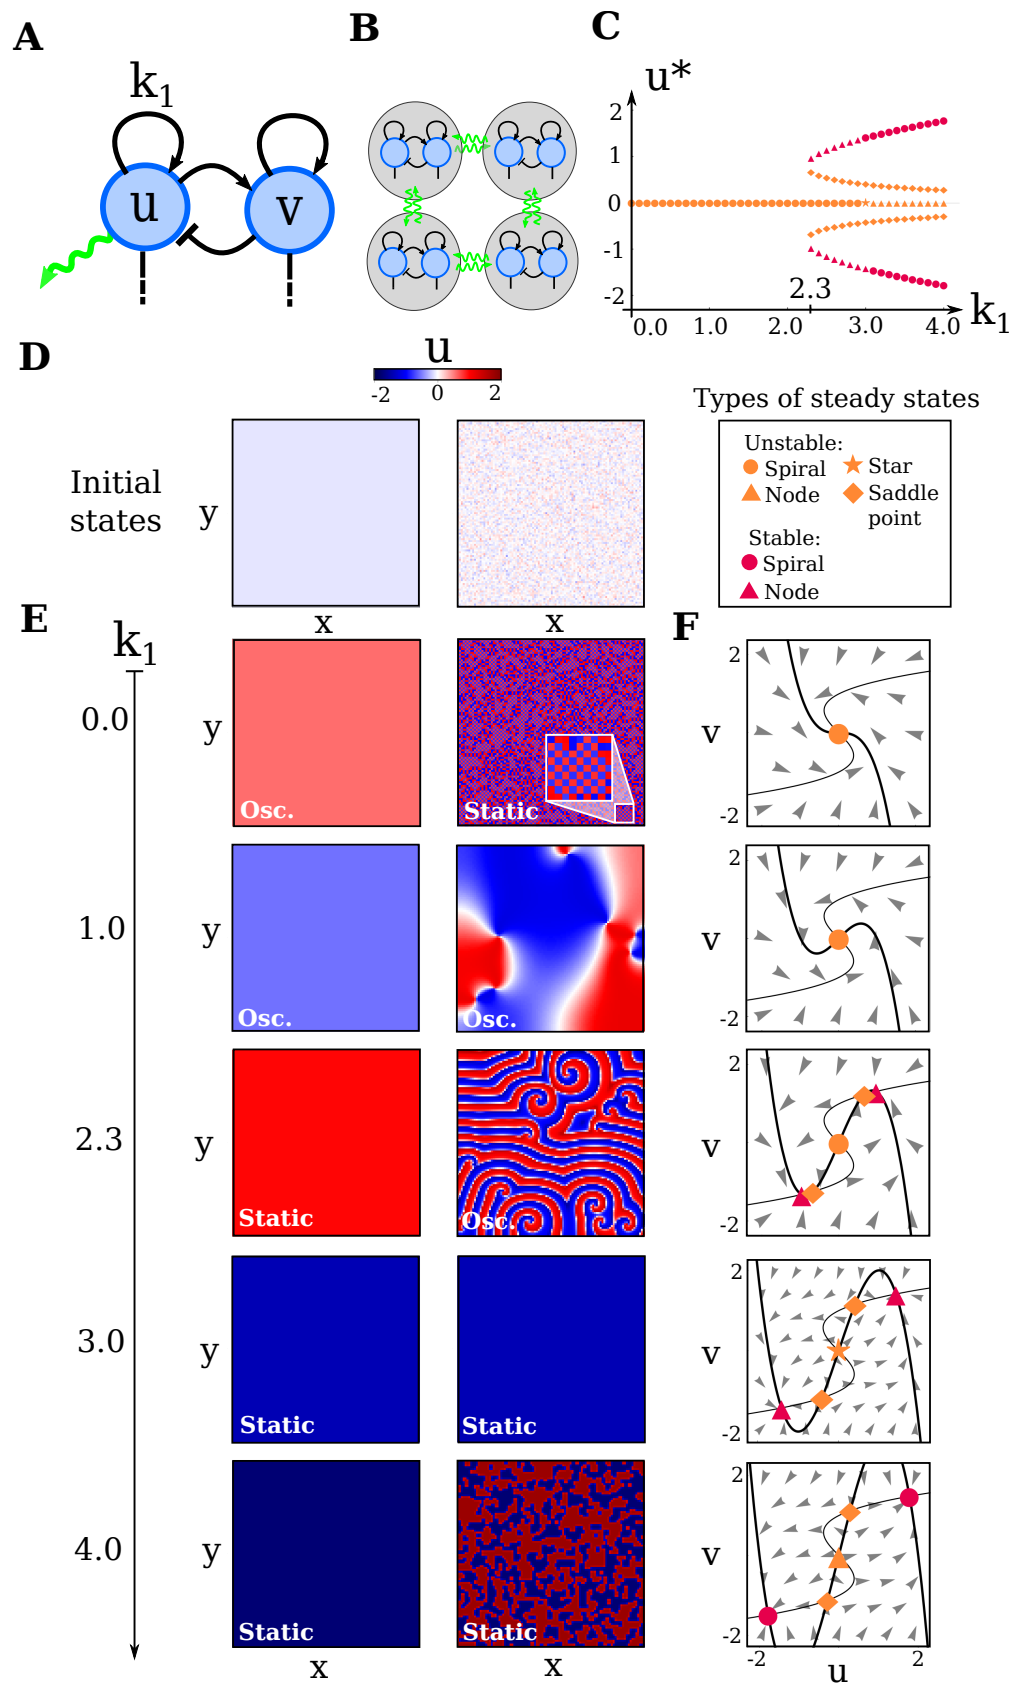 A
k1
u
v
B
C
u*
2
1
0
-1
-2
2.3
0.0
1.0
2.0
3.0
4.0
k1
D
u
-2
0
2
Initial
states
y
x
x
Types of steady states
Unstable:
Spiral
Star
Node
Saddle
point
Stable:
Spiral
Node
E
k1
F
0.0
y
Osc.
Static
2
v
-2
1.0
y
Osc.
Osc.
2
v
-2
2.3
y
Static
Osc.
2
v
-2
3.0
y
Static
Static
2
v
-2
4.0
y
Static
Static
2
v
-2
x
x
-2
u
2